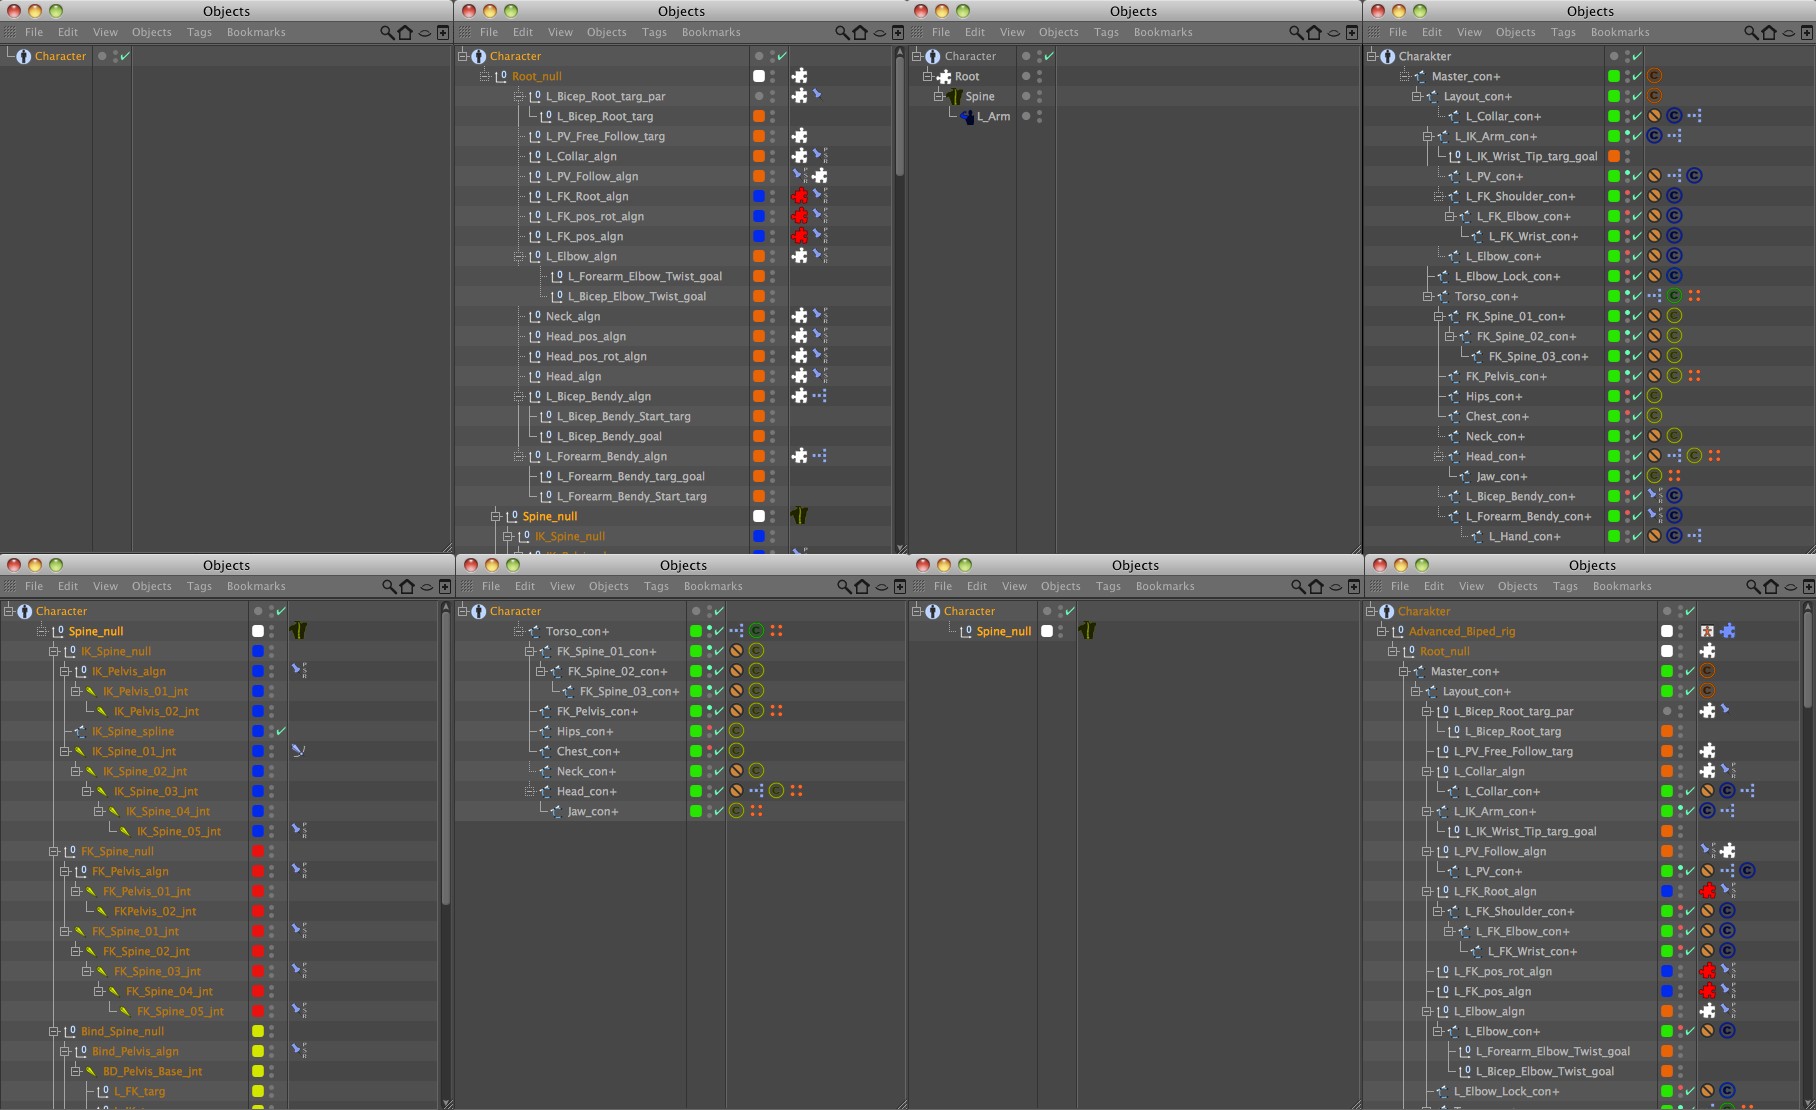 Objects
File Edit View Objects Tags Bookmarks
Character
Objects
File Edit View Objects Tags Bookmarks
Character
Root_null
L_Bicep_Root_targ_par
L_Bicep_Root_targ
L_PV_Free_Follow_targ
L_Collar_algn
L_PV_Follow_algn
L_FK_Root_algn
L_FK_pos_rot_algn
L_FK_pos_algn
L_Elbow_algn
L_Forearm_Elbow_Twist_goal
L_Bicep_Elbow_Twist_goal
Neck_algn
Head_pos_algn
Head_pos_rot_algn
Head_algn
L_Bicep_Bendy_algn
L_Bicep_Bendy_Start_targ
L_Bicep_Bendy_goal
L_Forearm_Bendy_algn
L_Forearm_Bendy_targ_goal
L_Forearm_Bendy_Start_targ
Spine_null
IK_Spine_null
Objects
File Edit View Objects Tags Bookmarks
Character
Root
Spine
L_Arm
Objects
File Edit View Objects Tags Bookmarks
Charakter
Master_con+
Layout_con+
L_Collar_con+
L_IK_Arm_con+
L_IK_Wrist_Tip_targ_goal
L_PV_con+
L_FK_Shoulder_con+
L_FK_Elbow_con+
L_FK_Wrist_con+
L_Elbow_con+
L_Elbow_Lock_con+
Torso_con+
FK_Spine_01_con+
FK_Spine_02_con+
FK_Spine_03_con+
FK_Pelvis_con+
Hips_con+
Chest_con+
Neck_con+
Head_con+
Jaw_con+
L_Bicep_Bendy_con+
L_Forearm_Bendy_con+
L_Hand_con+
Objects
File Edit View Objects Tags Bookmarks
Character
Spine_null
IK_Spine_null
IK_Pelvis_algn
IK_Pelvis_01_jnt
IK_Pelvis_02_jnt
IK_Spine_spline
IK_Spine_01_jnt
IK_Spine_02_jnt
IK_Spine_03_jnt
IK_Spine_04_jnt
IK_Spine_05_jnt
FK_Spine_null
FK_Pelvis_algn
FK_Pelvis_01_jnt
FKPelvis_02_jnt
FK_Spine_01_jnt
FK_Spine_02_jnt
FK_Spine_03_jnt
FK_Spine_04_jnt
FK_Spine_05_jnt
Bind_Spine_null
Bind_Pelvis_algn
BD_Pelvis_Base_jnt
L_FK_targ
Objects
File Edit View Objects Tags Bookmarks
Character
Torso_con+
FK_Spine_01_con+
FK_Spine_02_con+
FK_Spine_03_con+
FK_Pelvis_con+
Hips_con+
Chest_con+
Neck_con+
Head_con+
Jaw_con+
Objects
File Edit View Objects Tags Bookmarks
Character
Spine_null
Objects
File Edit View Objects Tags Bookmarks
Charakter
Advanced_Biped_rig
Root_null
Master_con+
Layout_con+
L_Bicep_Root_targ_par
L_Bicep_Root_targ
L_PV_Free_Follow_targ
L_Collar_algn
L_Collar_con+
L_IK_Arm_con+
L_IK_Wrist_Tip_targ_goal
L_PV_Follow_algn
L_PV_con+
L_FK_Root_algn
L_FK_Shoulder_con+
L_FK_Elbow_con+
L_FK_Wrist_con+
L_FK_pos_rot_algn
L_FK_pos_algn
L_Elbow_algn
L_Elbow_con+
L_Forearm_Elbow_Twist_goal
L_Bicep_Elbow_Twist_goal
L_Elbow_Lock_con+